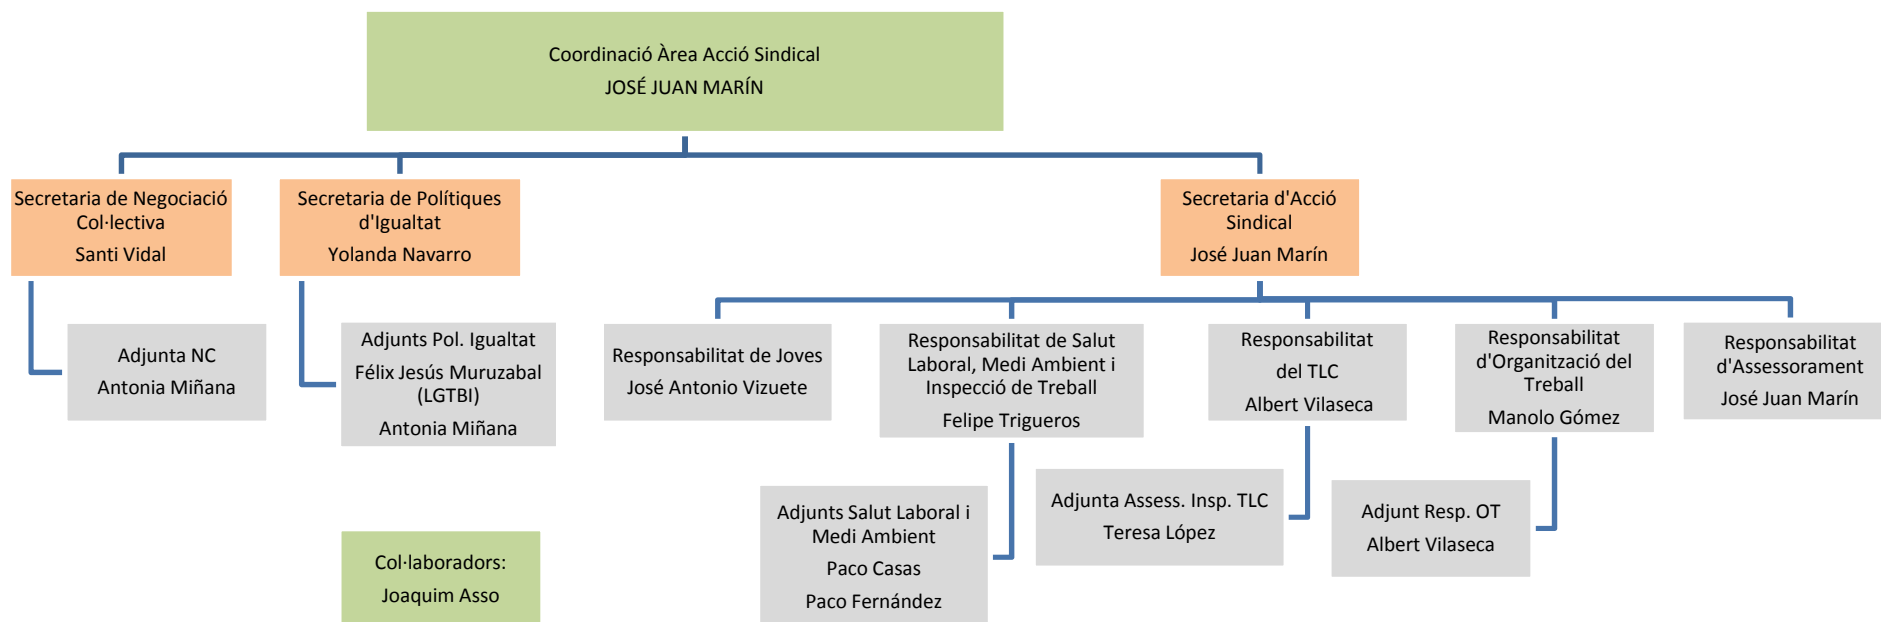 Coordinació Àrea Acció Sindical
JOSÉ JUAN MARÍN
Secretaria de Negociació
Col·lectiva
Santi Vidal
Secretaria de Polítiques
d'Igualtat
Yolanda Navarro
Secretaria d'Acció
Sindical
José Juan Marín
Adjunta NC
Antonia Miñana
Adjunts Pol. Igualtat
Félix Jesús Muruzabal
(LGTBI)
Antonia Miñana
Responsabilitat de Joves
José Antonio Vizuete
Responsabilitat de Salut
Laboral, Medi Ambient i
Inspecció de Treball
Felipe Trigueros
Responsabilitat
del TLC
Albert Vilaseca
Responsabilitat
d'Organització del
Treball
Manolo Gómez
Responsabilitat
d'Assessorament
José Juan Marín
Adjunts Salut Laboral i
Medi Ambient
Paco Casas
Paco Fernández
Adjunta Assess. Insp. TLC
Teresa López
Adjunt Resp. OT
Albert Vilaseca
Col·laboradors:
Joaquim Asso